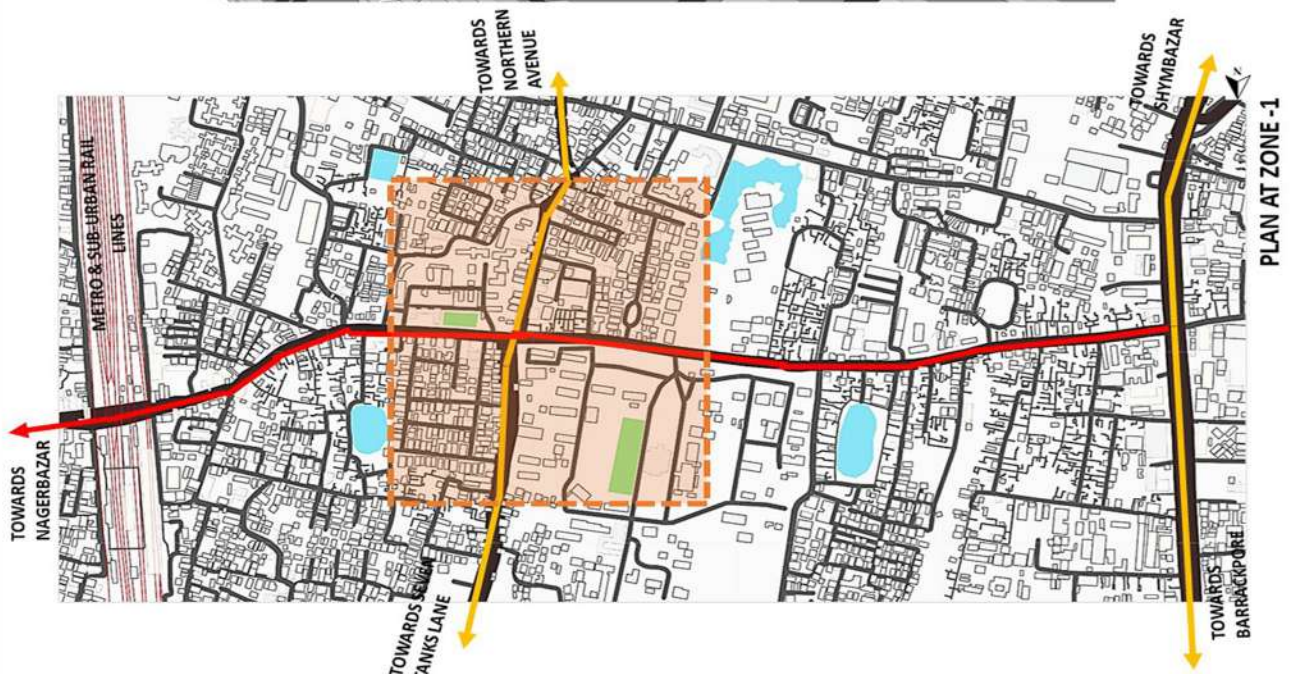 TOWARDS
NORTHERN
AVENUE
TOWARDS
SHYMBAZAR
METRO & SUB URBAN RAIL
LINES
Z
PLAN AT ZONE -1
TOWARDS
NAGERBAZAR
TOWARDS SEVEN
TANKS LANE
TOWARDS
BARRACKPORE